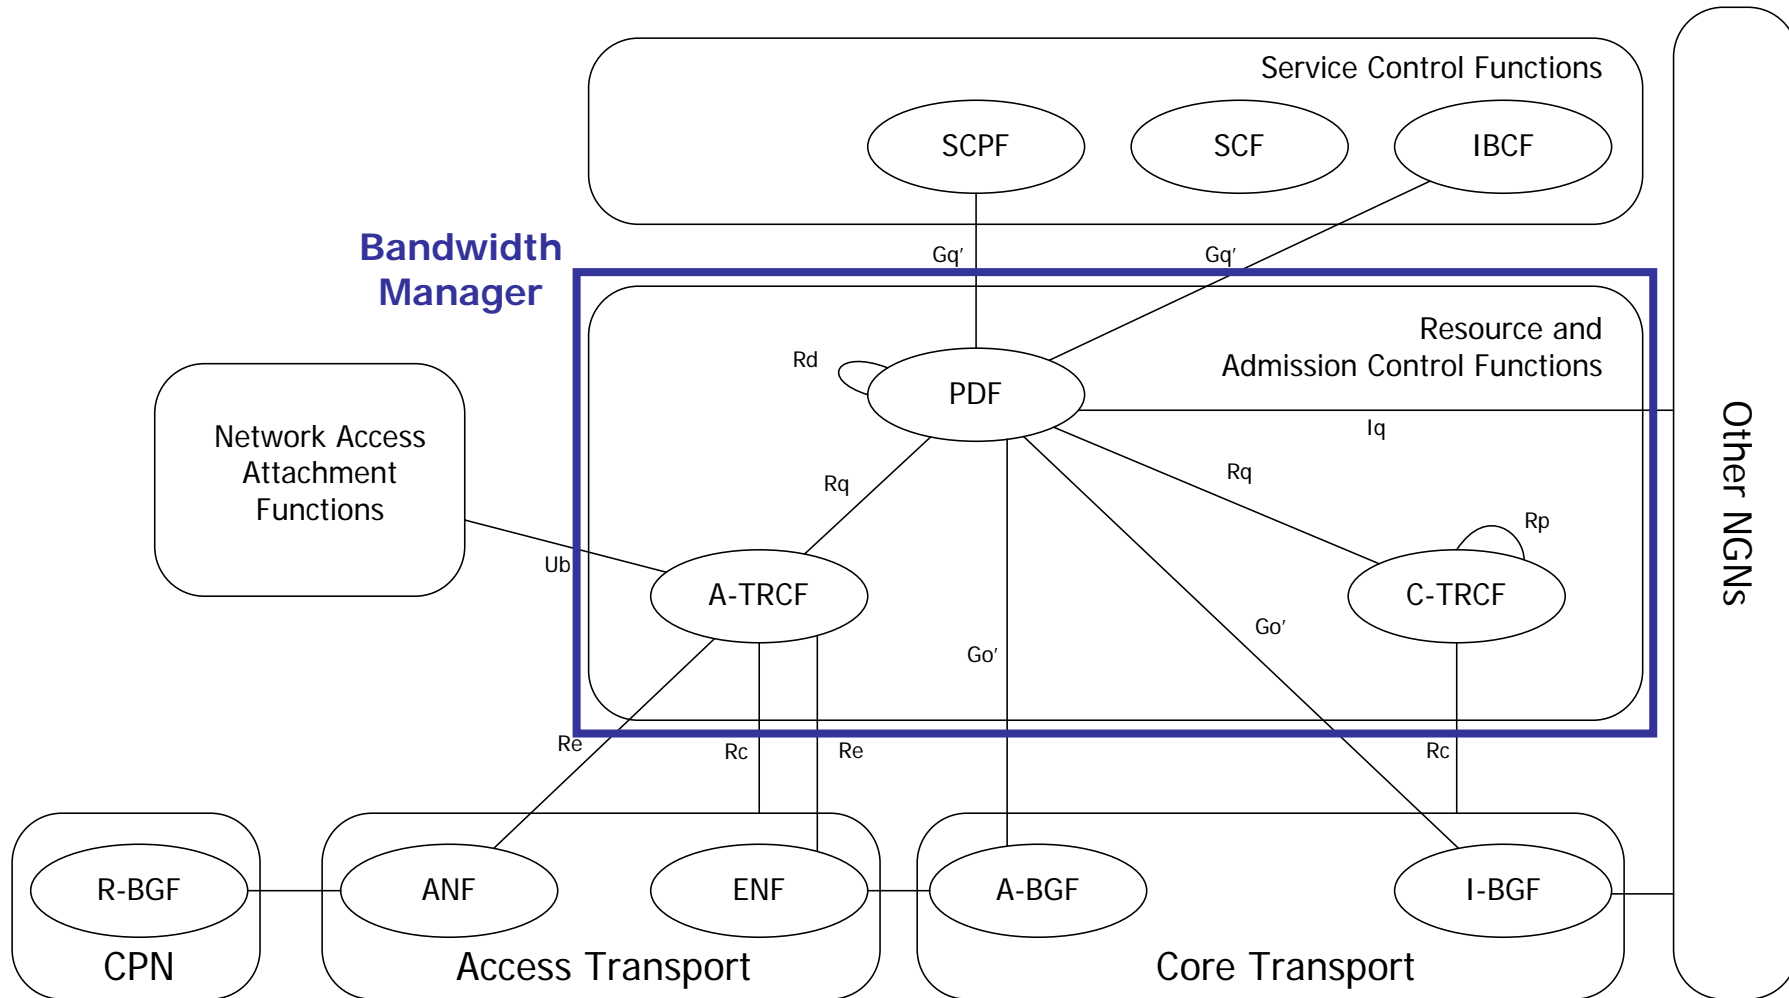 Service Control Functions
SCPF
SCF
IBCF
Bandwidth
Manager
Gq′
Gq′
Resource and
Admission Control Functions
Rd
PDF
Iq
Other NGNs
Network Access
Attachment
Functions
Rq
Rq
Rp
Ub
A-TRCF
C-TRCF
Go′
Go′
Re
Rc
Re
Rc
R-BGF
ANF
ENF
A-BGF
I-BGF
CPN
Access Transport
Core Transport